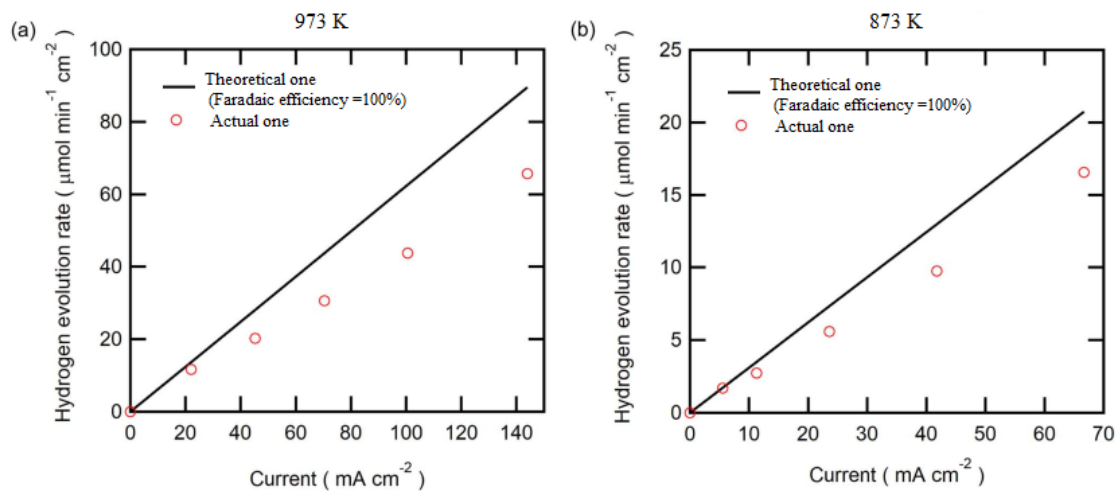 (a)
973 K
Hydrogen evolution rate ( μmol min⁻¹ cm⁻²)
100
80
60
40
20
0
Theoretical one
(Faradaic efficiency =100%)
Actual one
0 20 40 60 80 100 120 140
Current ( mA cm⁻²)
(b)
873 K
Hydrogen evolution rate ( μmol min⁻¹ cm⁻²)
25
20
15
10
5
0
Theoretical one
(Faradaic efficiency =100%)
Actual one
0 10 20 30 40 50 60 70
Current ( mA cm⁻²)